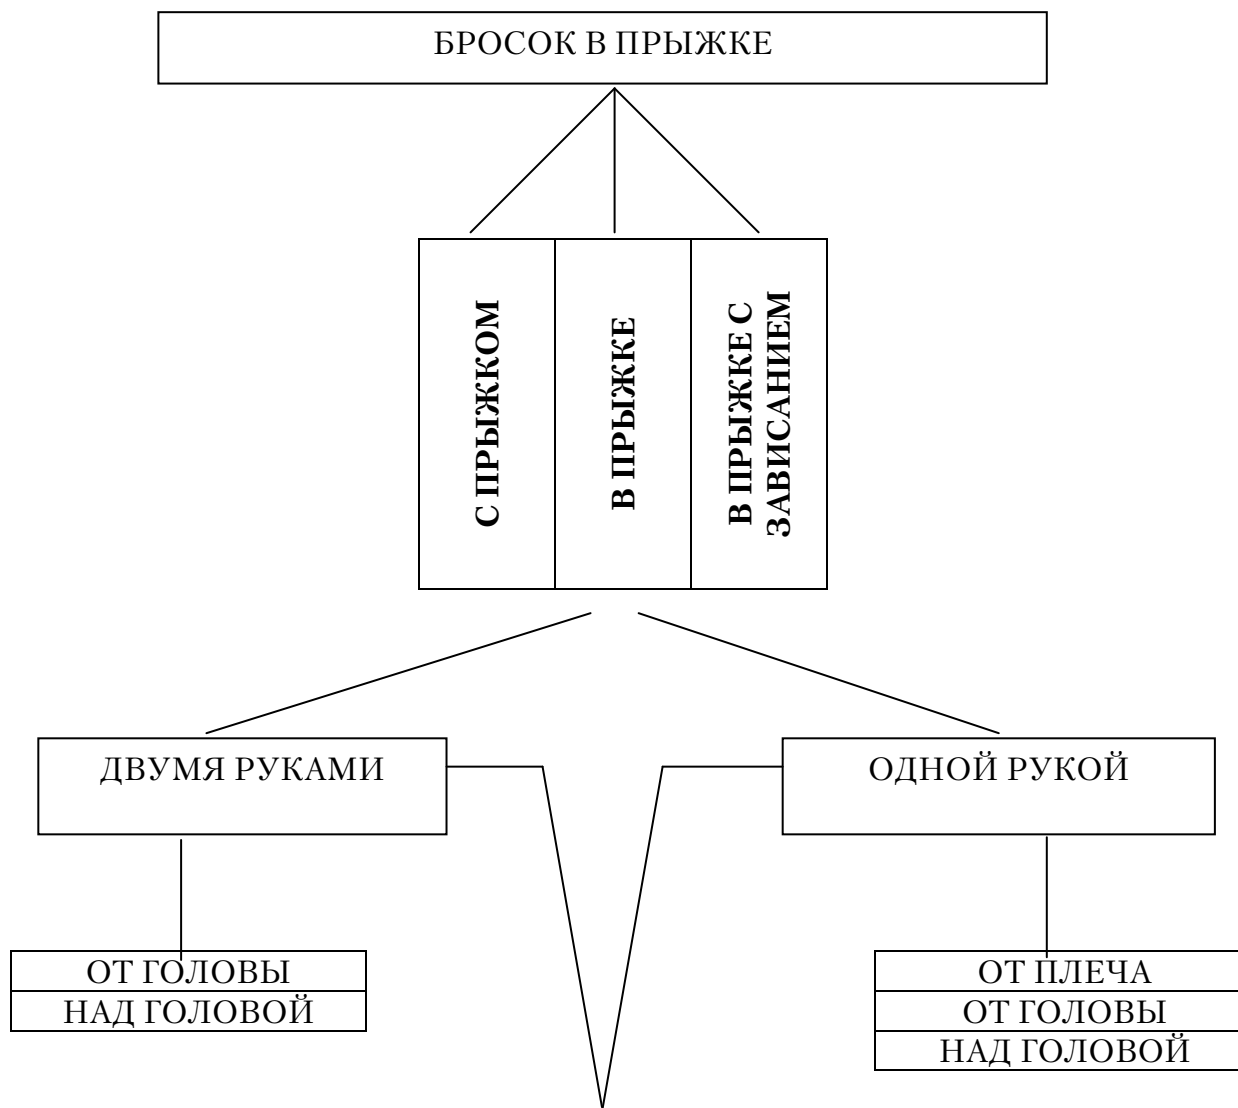 БРОСОК В ПРЫЖКЕ
С ПРЫЖКОМ
В ПРЫЖКЕ
В ПРЫЖКЕ С
ЗАВИСАНИЕМ
ДВУМЯ РУКАМИ
ОДНОЙ РУКОЙ
ОТ ГОЛОВЫ
НАД ГОЛОВОЙ
ОТ ПЛЕЧА
ОТ ГОЛОВЫ
НАД ГОЛОВОЙ